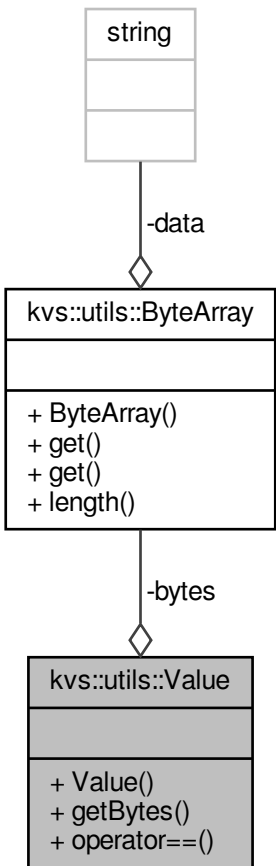 string
-data
kvs::utils::ByteArray
+ ByteArray()
+ get()
+ get()
+ length()
-bytes
kvs::utils::Value
+ Value()
+ getBytes()
+ operator==()